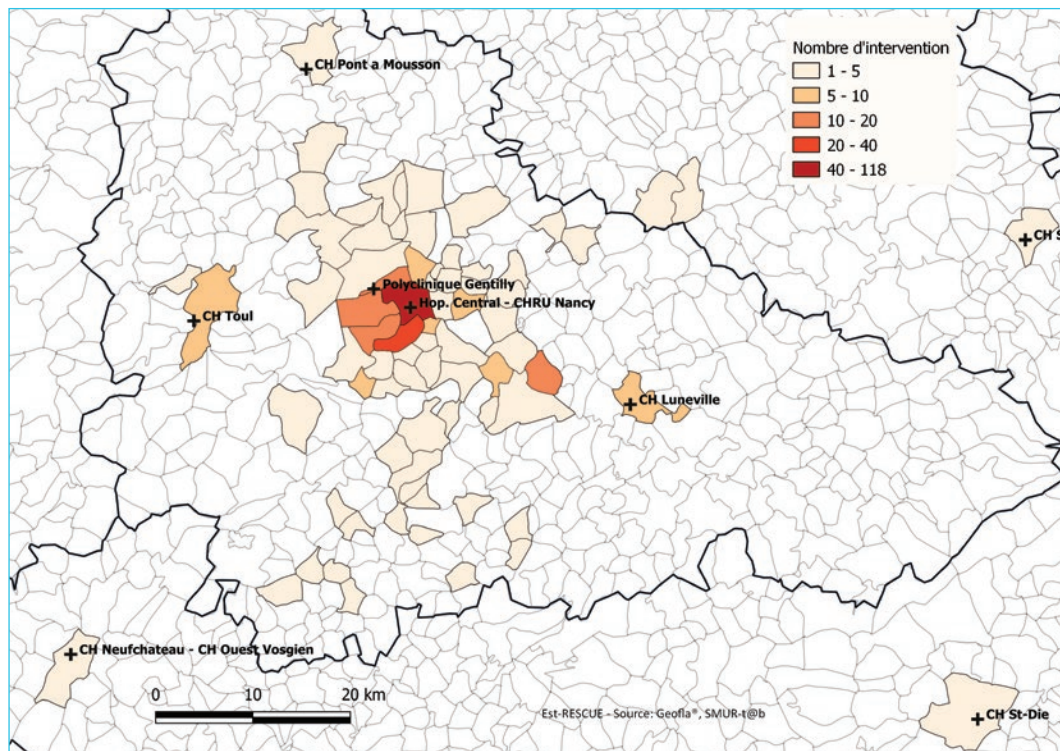 CH Pont a Mousson
Nombre d'intervention
1 - 5
5 - 10
10 - 20
20 - 40
40 - 118
CH S
Polyclinique Gentilly
Hop. Central - CHRU Nancy
CH Toul
CH Luneville
CH Neufchateau - CH Ouest Vosgien
0 10 20 km
Est-RESCUE - Source: Geofla®, SMUR-t@b
CH St-Die